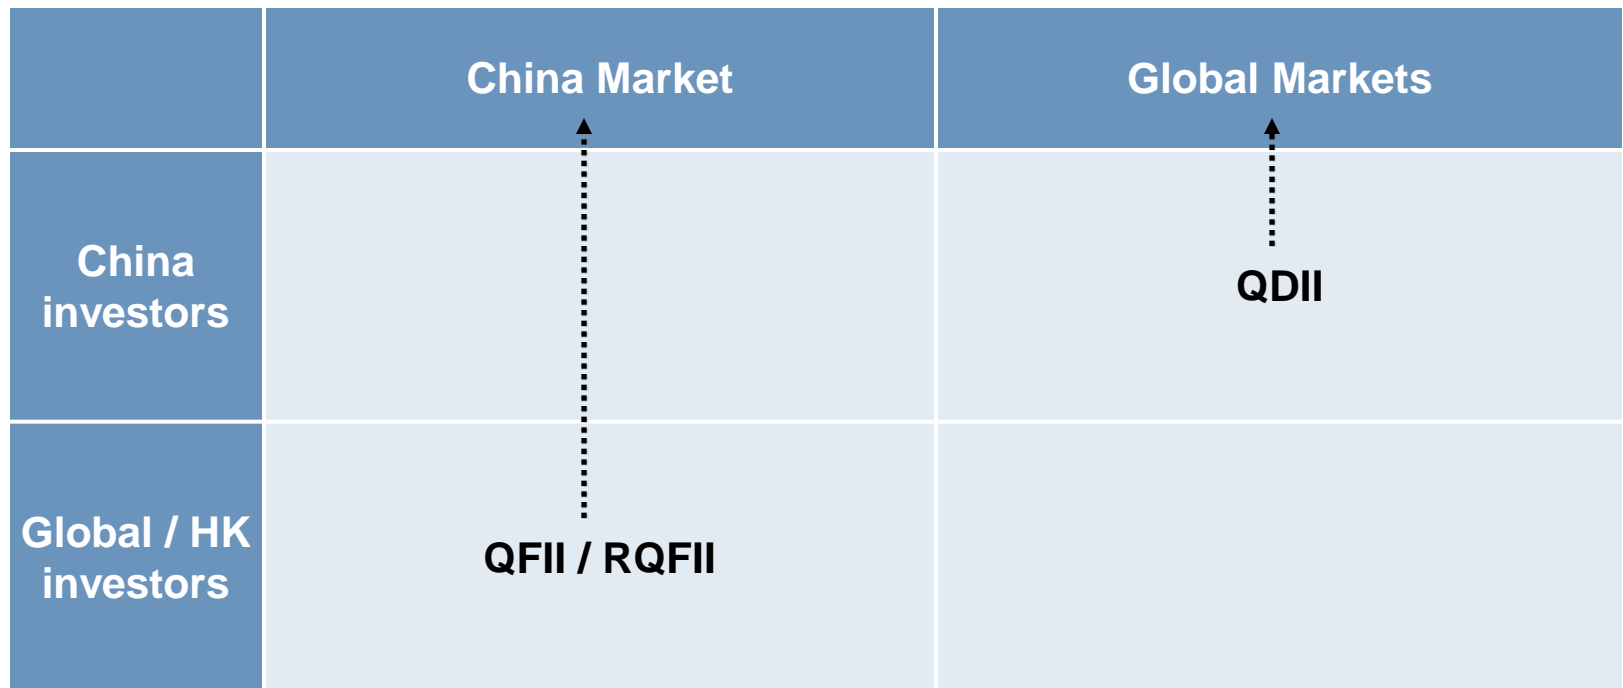 China Market
Global Markets
China
investors
QDII
Global / HK
investors
QFII / RQFII